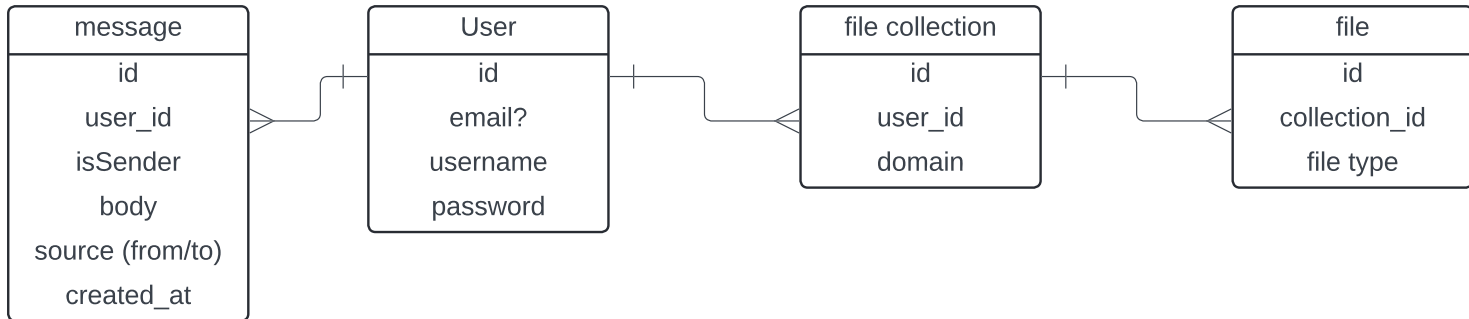 message
id
user_id
isSender
body
source (from/to)
created_at
User
id
email?
username
password
file collection
id
user_id
domain
file
id
collection_id
file type